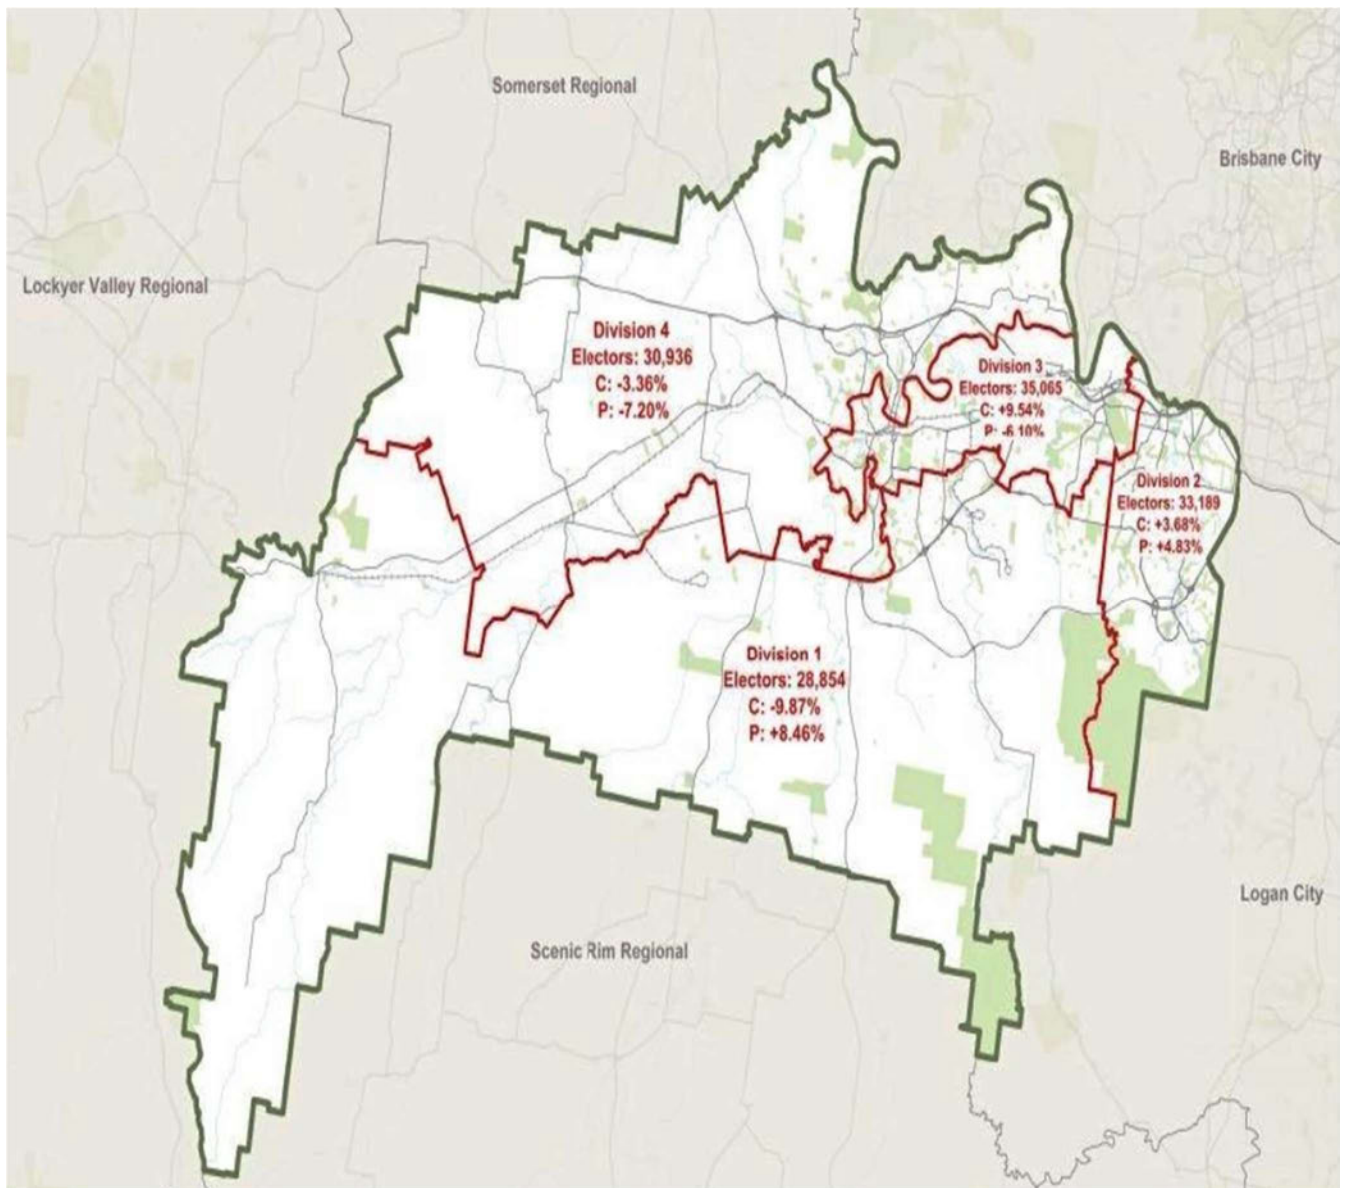 Somerset Regional
Brisbane City
Lockyer Valley Regional
Division 4
Electors: 30,936
C: -3.36%
P: -7.20%
Division 3
Electors: 35,065
C: +9.54%
P: -6.10%
Division 2
Electors: 33,189
C: +3.68%
P: +4.83%
Division 1
Electors: 28,854
C: -9.87%
P: +8.46%
Logan City
Scenic Rim Regional